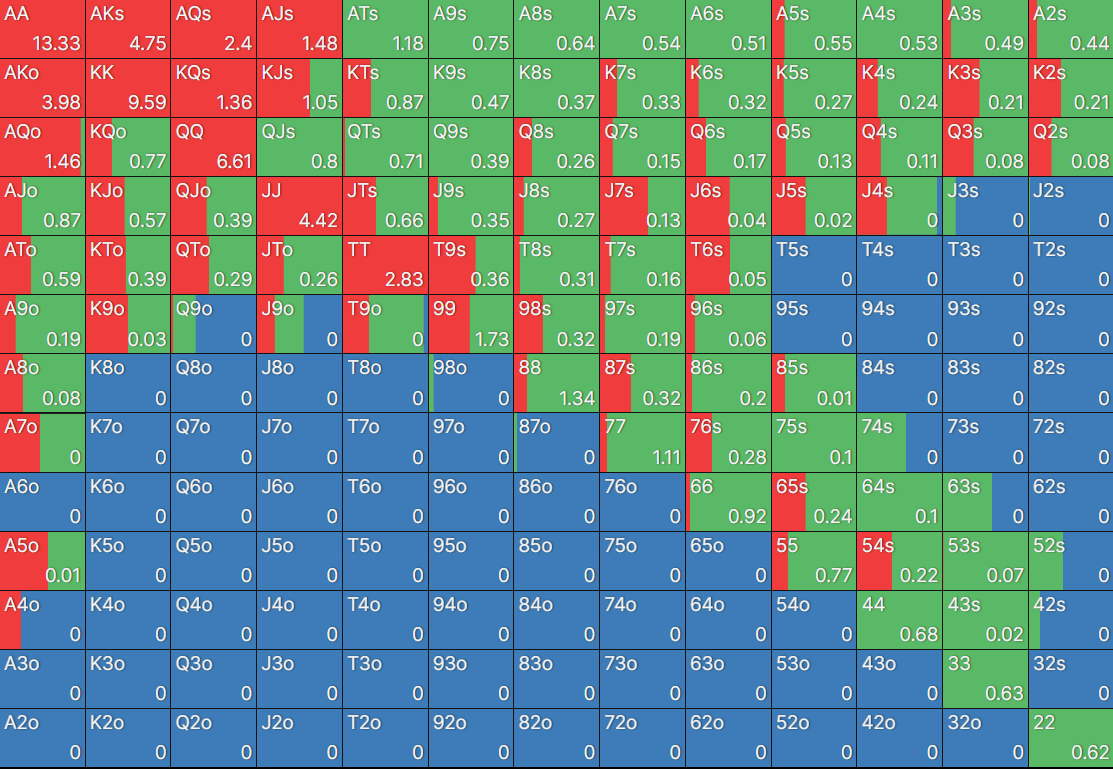 AA AKs AQs AJs ATs A9s A8s A7s A6s A5s A4s A3s A2s
13.33 4.75 2.4 1.48 1.18 0.75 0.64 0.54 0.51 0.55 0.53 0.49 0.44
AKo KK KQs KJs KTs K9s K8s K7s K6s K5s K4s K3s K2s
3.98 9.59 1.36 1.05 0.87 0.47 0.37 0.33 0.32 0.27 0.24 0.21 0.21
AQo KQo QQ QJs QTs Q9s Q8s Q7s Q6s Q5s Q4s Q3s Q2s
1.46 0.77 6.61 0.8 0.71 0.39 0.26 0.15 0.17 0.13 0.11 0.08 0.08
AJo KJo QJo JJ JTs J9s J8s J7s J6s J5s J4s J3s J2s
0.87 0.57 0.39 4.42 0.66 0.35 0.27 0.13 0.04 0.02 0 0 0
ATo KTo QTo JTo TT T9s T8s T7s T6s T5s T4s T3s T2s
0.59 0.39 0.29 0.26 2.83 0.36 0.31 0.16 0.05 0 0 0 0
A9o K9o Q9o J9o T9o 99 98s 97s 96s 95s 94s 93s 92s
0.19 0.03 0 0 0 1.73 0.32 0.19 0.06 0 0 0 0
A8o K8o Q8o J8o T8o 98o 88 87s 86s 85s 84s 83s 82s
0.08 0 0 0 0 0 1.34 0.32 0.2 0.01 0 0 0
A7o K7o Q7o J7o T7o 97o 87o 77 76s 75s 74s 73s 72s
0 0 0 0 0 0 0 1.11 0.28 0.1 0 0 0
A6o K6o Q6o J6o T6o 96o 86o 76o 66 65s 64s 63s 62s
0 0 0 0 0 0 0 0 0.92 0.24 0.1 0 0
A5o K5o Q5o J5o T5o 95o 85o 75o 65o 55 54s 53s 52s
0.01 0 0 0 0 0 0 0 0 0.77 0.22 0.07 0
A4o K4o Q4o J4o T4o 94o 84o 74o 64o 54o 44 43s 42s
0 0 0 0 0 0 0 0 0 0 0.68 0.02 0
A3o K3o Q3o J3o T3o 93o 83o 73o 63o 53o 43o 33 32s
0 0 0 0 0 0 0 0 0 0 0 0.63 0
A2o K2o Q2o J2o T2o 92o 82o 72o 62o 52o 42o 32o 22
0 0 0 0 0 0 0 0 0 0 0 0 0.62